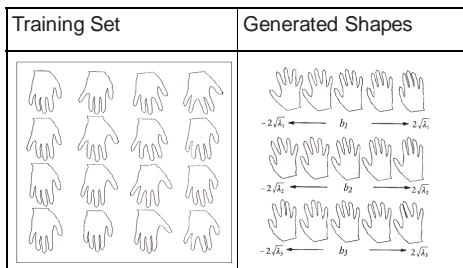 Training Set
Generated Shapes
- 2√λ₁ b₁ 2√λ₁
- 2√λ₂ b₂ 2√λ₂
- 2√λ₃ b₃ 2√λ₃